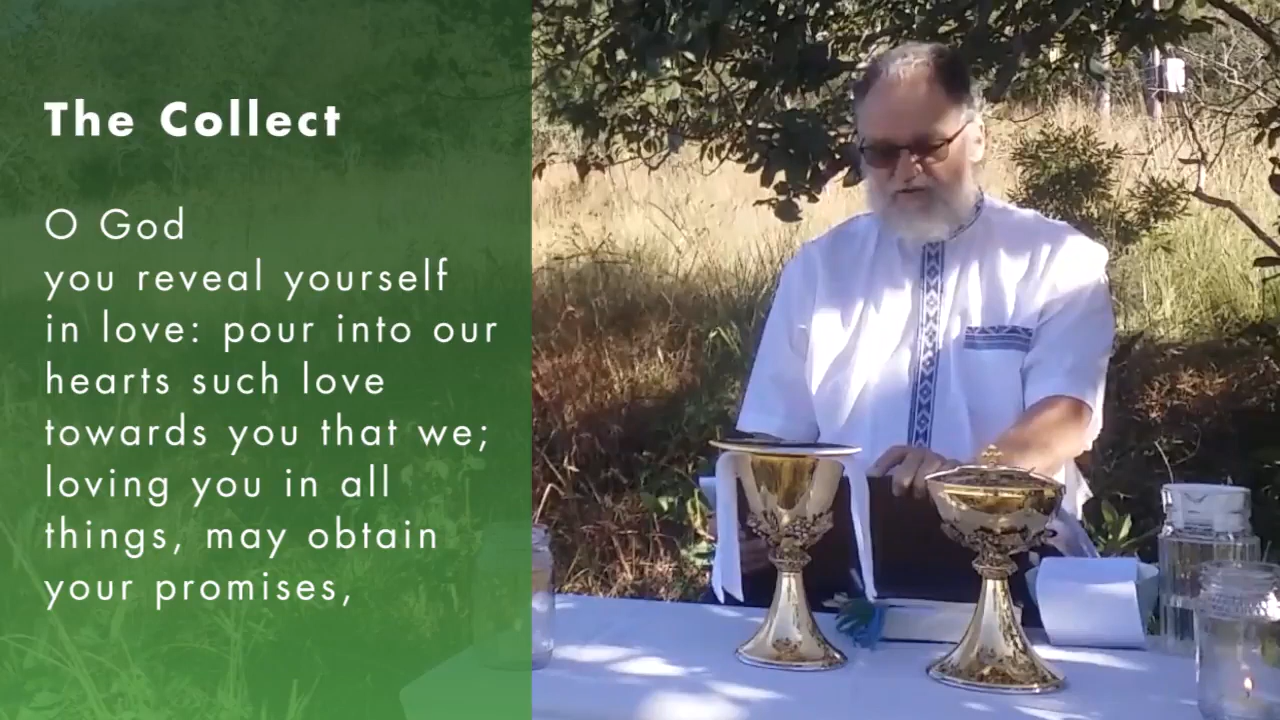 The Collect
O God
you reveal yourself
in love: pour into our
hearts such love
towards you that we;
loving you in all
things, may obtain
your promises,